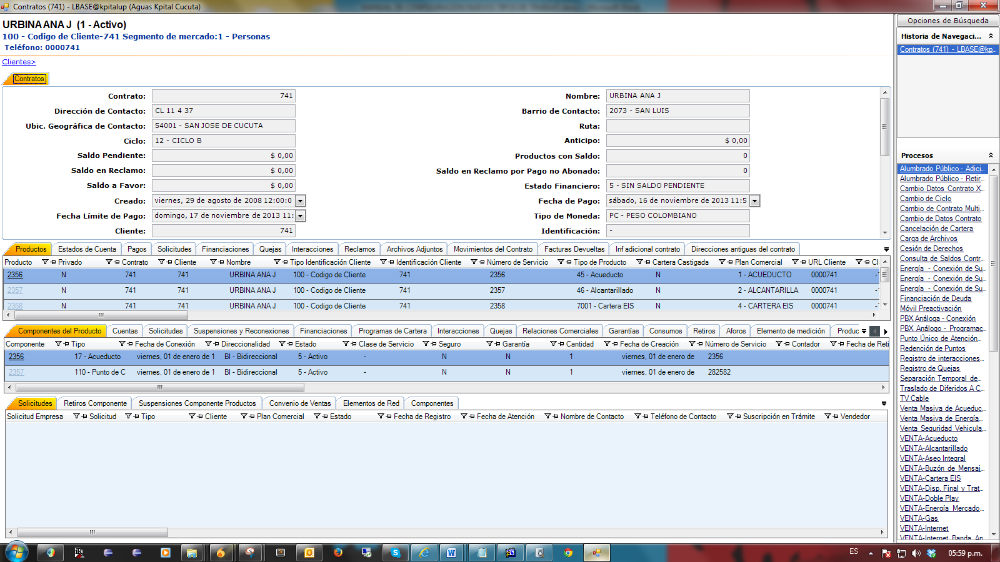 Contratos (741) - LBASE@kpitalup (Aguas Kpital Cucuta)
URBINA ANA J (1 - Activo)
100 - Codigo de Cliente-741 Segmento de mercado:1 - Personas
Teléfono: 0000741
Clientes>
Contratos
Contrato: 741 Nombre: URBINA ANA J
Dirección de Contacto: CL 11 4 37 Barrio de Contacto: 2073 - SAN LUIS
Ubic. Geográfica de Contacto: 54001 - SAN JOSE DE CUCUTA Ruta:
Ciclo: 12 - CICLO B Anticipo: $ 0,00
Saldo Pendiente: $ 0,00 Productos con Saldo: 0
Saldo en Reclamo: $ 0,00 Saldo en Reclamo por Pago no Abonado: 0
Saldo a Favor: $ 0,00 Estado Financiero: 5 - SIN SALDO PENDIENTE
Creado: viernes, 29 de agosto de 2008 12:00:0 Fecha de Pago: sábado, 16 de noviembre de 2013 11:5
Fecha Límite de Pago: domingo, 17 de noviembre de 2013 11: Tipo de Moneda: PC - PESO COLOMBIANO
Cliente: 741 Identificación: -
Productos Estados de Cuenta Pagos Solicitudes Financiaciones Quejas Interacciones Reclamos Archivos Adjuntos Movimientos del Contrato Facturas Devueltas Inf adicional contrato Direcciones antiguas del contrato
Producto Privado Contrato Cliente Nombre Tipo Identificación Cliente Identificación Cliente Número de Servicio Tipo de Producto Cartera Castigada Plan Comercial URL Cliente Cl
2356 N 741 741 URBINA ANA J 100 - Codigo de Cliente 741 2356 45 - Acueducto N 1 - ACUEDUCTO 0000741 -1
2357 N 741 741 URBINA ANA J 100 - Codigo de Cliente 741 2357 46 - Alcantarillado N 2 - ALCANTARILLA 0000741 -1
2358 N 741 741 URBINA ANA J 100 - Codigo de Cliente 741 2358 7001 - Cartera EIS N 4 - CARTERA EIS 0000741 -1
Componentes del Producto Cuentas Solicitudes Suspensiones y Reconexiones Financiaciones Programas de Cartera Interacciones Quejas Relaciones Comerciales Garantías Consumos Retiros Aforos Elemento de medición Produc
Componente Tipo Fecha de Conexión Direccionalidad Estado Clase de Servicio Seguro Garantía Cantidad Fecha de Creación Número de Servicio Contador Fecha de Reti
2356 17 - Acueducto viernes, 01 de enero de 1 BI - Bidireccional 5 - Activo - N N 1 viernes, 01 de enero de 2356
2357 110 - Punto de C viernes, 01 de enero de 1 BI - Bidireccional 5 - Activo - N N 1 viernes, 01 de enero de 282582
Solicitudes Retiros Componente Suspensiones Componente Productos Convenio de Ventas Elementos de Red Componentes
Solicitud Empresa Solicitud Tipo Cliente Plan Comercial Estado Fecha de Registro Fecha de Atención Nombre de Contacto Teléfono de Contacto Suscripción en Trámite Vendedor
Opciones de Búsqueda
Historia de Navegaci...
Contratos (741) - LBASE@kp...
Procesos
Alumbrado Público - Adici...
Alumbrado Público - Retir...
Cambio Datos Contrato X...
Cambio de Ciclo
Cambio de Contrato Multi...
Cambio de Datos Contrato
Cancelación de Cartera
Carga de Archivos
Cesión de Derechos
Consulta de Saldos Contr...
Energía - Conexión de Su...
Energía - Conexión de Su...
Energía - Conexión de Su...
Financiación de Deuda
Móvil Preactivación
PBX Análoga - Conexión
PBX Análogo - Programac...
Punto Único de Atención...
Redención de Puntos
Registro de interacciones...
Registro de Quejas
Separación Temporal de...
Traslado de Diferidos A C...
TV Cable
Venta Masiva de Acueduc...
Venta Masiva de Energía...
Venta Seguridad Vehicula...
VENTA-Acueducto
VENTA-Alcantarillado
VENTA-Aseo Integral
VENTA-Buzón de Mensaj...
VENTA-Cartera EIS
VENTA-Disp. Final y Trat...
VENTA-Doble Play
VENTA-Energía Mercado...
VENTA-Gas
VENTA-Internet
VENTA-Internet Banda An
ES 05:59 p.m.